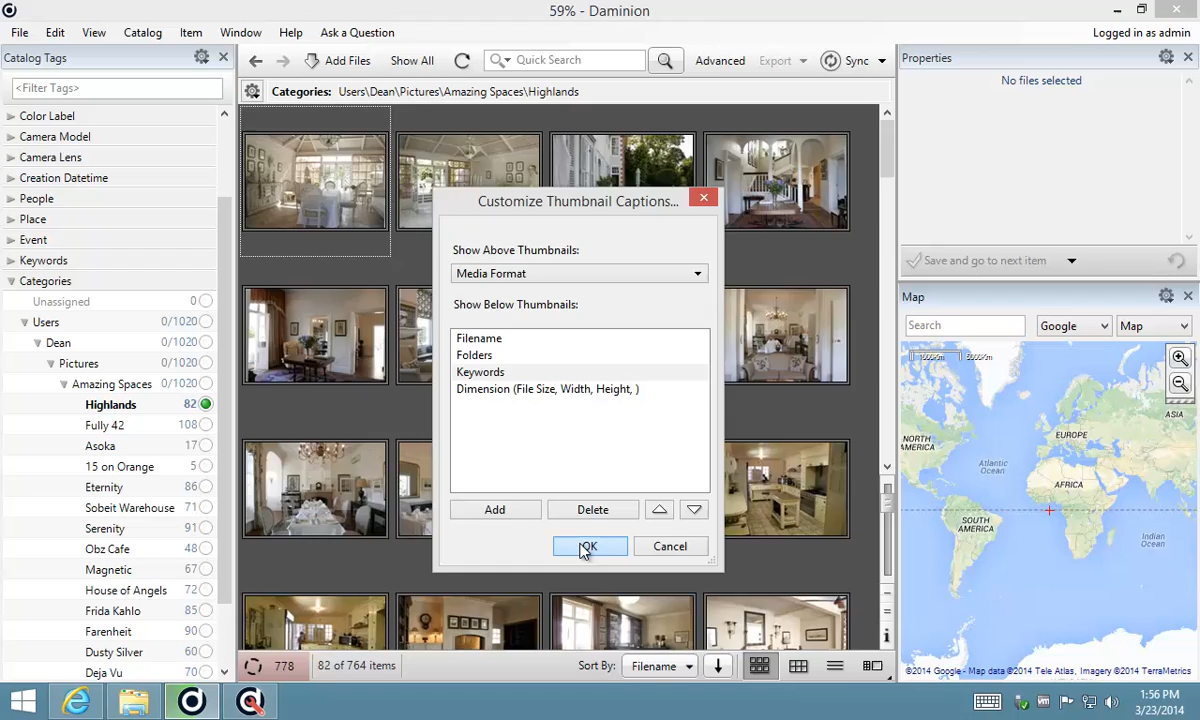 59% - Daminion
File Edit View Catalog Item Window Help Ask a Question
Logged in as admin
Catalog Tags
<Filter Tags>
Color Label
Camera Model
Camera Lens
Creation Datetime
People
Place
Event
Keywords
Categories
Unassigned 0
Users 0/1020
Dean 0/1020
Pictures 0/1020
Amazing Spaces 0/1020
Highlands 82
Fully 42 108
Asoka 17
15 on Orange 5
Eternity 86
Sobeit Warehouse 71
Serenity 91
Obz Cafe 48
Magnetic 67
House of Angels 72
Frida Kahlo 85
Farenheit 90
Dusty Silver 60
Deja Vu 70
Add Files Show All Quick Search Advanced Export Sync
Categories: Users\Dean\Pictures\Amazing Spaces\Highlands
Customize Thumbnail Captions...
Show Above Thumbnails:
Media Format
Show Below Thumbnails:
Filename
Folders
Keywords
Dimension (File Size, Width, Height, )
Add Delete
OK Cancel
778 82 of 764 items Sort By: Filename
Properties
No files selected
Save and go to next item
Map
Search Google Map
1000Km 5000Km
ASIA
NORTH AMERICA
EUROPE
Atlantic Ocean
AFRICA
SOUTH AMERICA
Indian Ocean
©2014 Google - Map data ©2014 Tele Atlas, Imagery ©2014 TerraMetrics
1:56 PM
3/23/2014